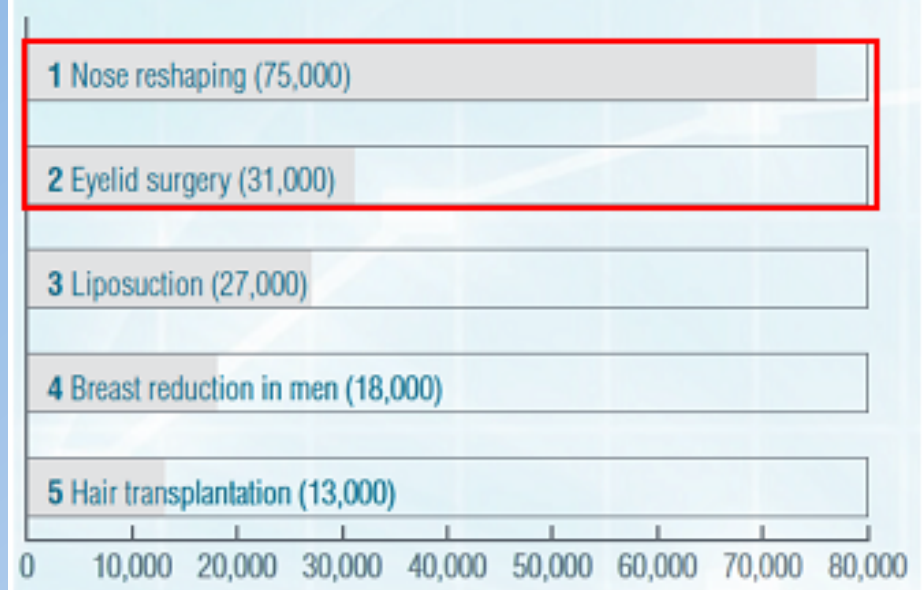 1 Nose reshaping (75,000)
2 Eyelid surgery (31,000)
3 Liposuction (27,000)
4 Breast reduction in men (18,000)
5 Hair transplantation (13,000)
0 10,000 20,000 30,000 40,000 50,000 60,000 70,000 80,000